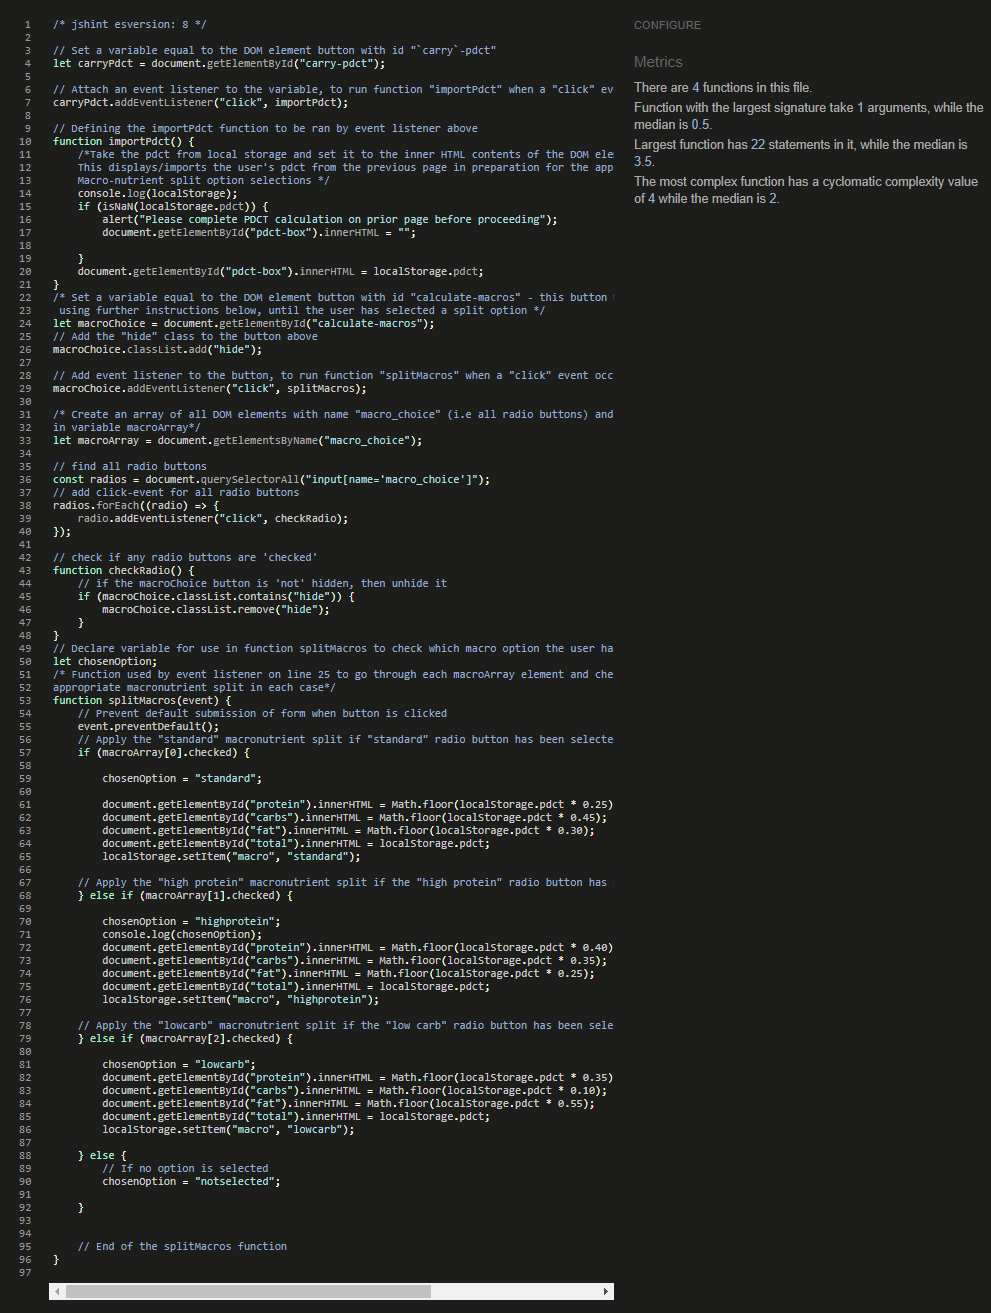 1 /* jshint esversion: 8 */
2
3 // Set a variable equal to the DOM element button with id "`carry`-pdct"
4 let carryPdct = document.getElementById("carry-pdct");
5
6 // Attach an event listener to the variable, to run function "importPdct" when a "click" ev
7 carryPdct.addEventListener("click", importPdct);
8
9 // Defining the importPdct function to be ran by event listener above
10 function importPdct() {
11 /*Take the pdct from local storage and set it to the inner HTML contents of the DOM ele
12 This displays/imports the user's pdct from the previous page in preparation for the app
13 Macro-nutrient split option selections */
14 console.log(localStorage);
15 if (isNaN(localStorage.pdct)) {
16 alert("Please complete PDCT calculation on prior page before proceeding");
17 document.getElementById("pdct-box").innerHTML = "";
18
19 }
20 document.getElementById("pdct-box").innerHTML = localStorage.pdct;
21 }
22 /* Set a variable equal to the DOM element button with id "calculate-macros" - this button
23 using further instructions below, until the user has selected a split option */
24 let macroChoice = document.getElementById("calculate-macros");
25 // Add the "hide" class to the button above
26 macroChoice.classList.add("hide");
27
28 // Add event listener to the button, to run function "splitMacros" when a "click" event occ
29 macroChoice.addEventListener("click", splitMacros);
30
31 /* Create an array of all DOM elements with name "macro_choice" (i.e all radio buttons) and
32 in variable macroArray*/
33 let macroArray = document.getElementsByName("macro_choice");
34
35 // find all radio buttons
36 const radios = document.querySelectorAll("input[name='macro_choice']");
37 // add click-event for all radio buttons
38 radios.forEach((radio) => {
39 radio.addEventListener("click", checkRadio);
40 });
41
42 // check if any radio buttons are 'checked'
43 function checkRadio() {
44 // if the macroChoice button is 'not' hidden, then unhide it
45 if (macroChoice.classList.contains("hide")) {
46 macroChoice.classList.remove("hide");
47 }
48 }
49 // Declare variable for use in function splitMacros to check which macro option the user ha
50 let chosenOption;
51 /* Function used by event listener on line 25 to go through each macroArray element and che
52 appropriate macronutrient split in each case*/
53 function splitMacros(event) {
54 // Prevent default submission of form when button is clicked
55 event.preventDefault();
56 // Apply the "standard" macronutrient split if "standard" radio button has been selecte
57 if (macroArray[0].checked) {
58
59 chosenOption = "standard";
60
61 document.getElementById("protein").innerHTML = Math.floor(localStorage.pdct * 0.25)
62 document.getElementById("carbs").innerHTML = Math.floor(localStorage.pdct * 0.45);
63 document.getElementById("fat").innerHTML = Math.floor(localStorage.pdct * 0.30);
64 document.getElementById("total").innerHTML = localStorage.pdct;
65 localStorage.setItem("macro", "standard");
66
67 // Apply the "high protein" macronutrient split if the "high protein" radio button has
68 } else if (macroArray[1].checked) {
69
70 chosenOption = "highprotein";
71 console.log(chosenOption);
72 document.getElementById("protein").innerHTML = Math.floor(localStorage.pdct * 0.40)
73 document.getElementById("carbs").innerHTML = Math.floor(localStorage.pdct * 0.35);
74 document.getElementById("fat").innerHTML = Math.floor(localStorage.pdct * 0.25);
75 document.getElementById("total").innerHTML = localStorage.pdct;
76 localStorage.setItem("macro", "highprotein");
77
78 // Apply the "lowcarb" macronutrient split if the "low carb" radio button has been sele
79 } else if (macroArray[2].checked) {
80
81 chosenOption = "lowcarb";
82 document.getElementById("protein").innerHTML = Math.floor(localStorage.pdct * 0.35)
83 document.getElementById("carbs").innerHTML = Math.floor(localStorage.pdct * 0.10);
84 document.getElementById("fat").innerHTML = Math.floor(localStorage.pdct * 0.55);
85 document.getElementById("total").innerHTML = localStorage.pdct;
86 localStorage.setItem("macro", "lowcarb");
87
88 } else {
89 // If no option is selected
90 chosenOption = "notselected";
91
92 }
93
94
95 // End of the splitMacros function
96 }
97
CONFIGURE
Metrics
There are 4 functions in this file.
Function with the largest signature take 1 arguments, while the
median is 0.5.
Largest function has 22 statements in it, while the median is
3.5.
The most complex function has a cyclomatic complexity value
of 4 while the median is 2.